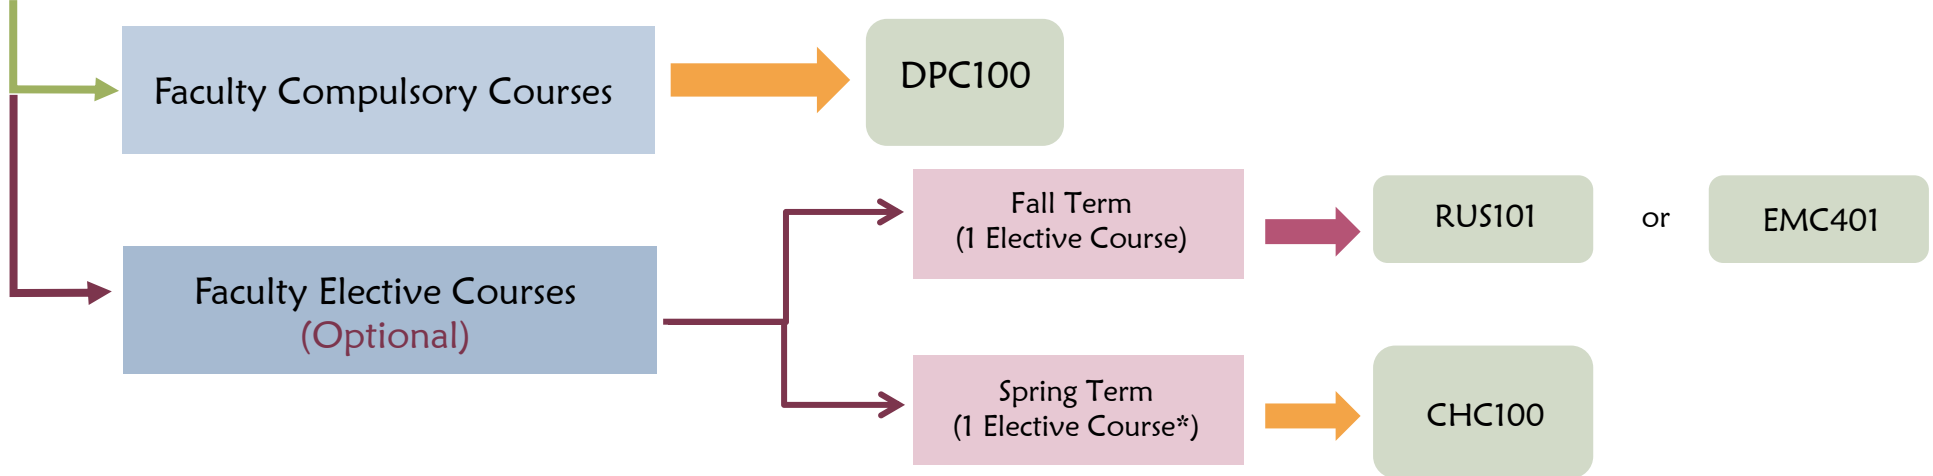 Faculty Compulsory Courses
DPC100
Faculty Elective Courses
(Optional)
Fall Term
(1 Elective Course)
RUS101
or
EMC401
Spring Term
(1 Elective Course*)
CHC100